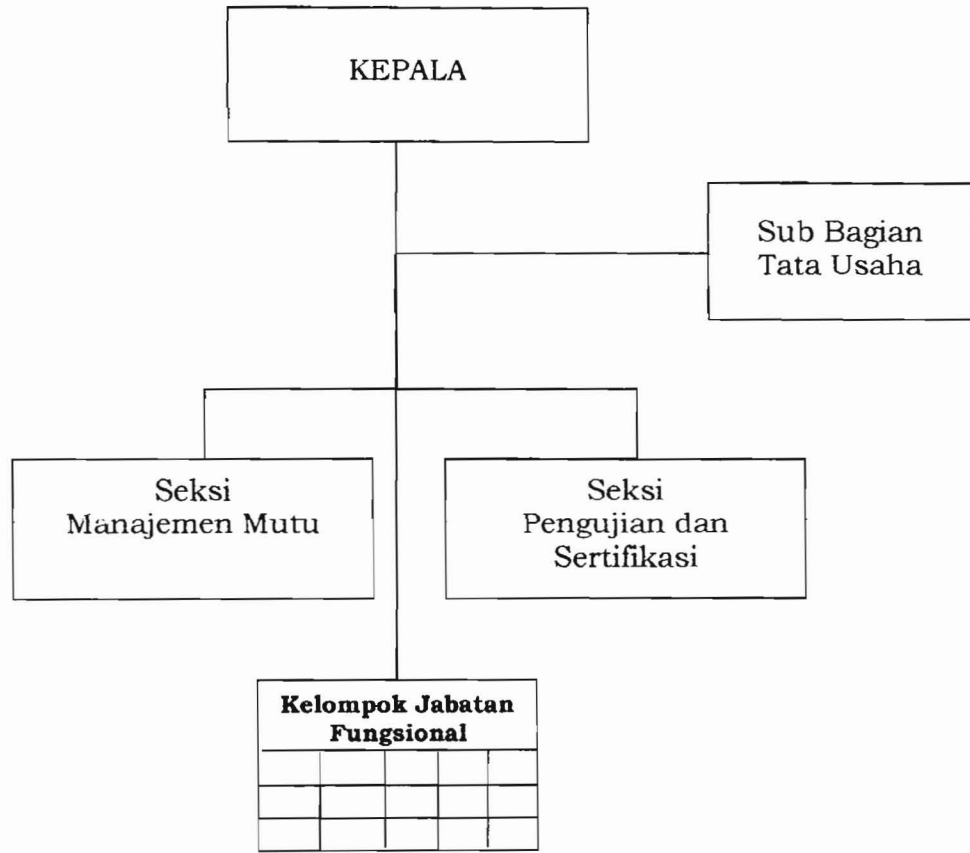 KEPALA
Sub Bagian
Tata Usaha
Seksi
Manajemen Mutu
Seksi
Pengujian dan
Sertifikasi
Kelompok Jabatan
Fungsional